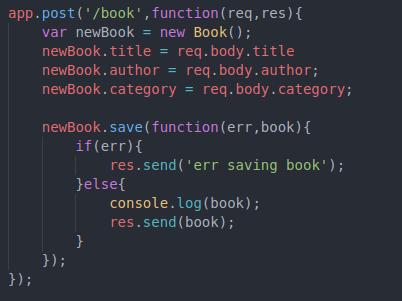 app.post('/book',function(req,res){
    var newBook = new Book();
    newBook.title = req.body.title
    newBook.author = req.body.author;
    newBook.category = req.body.category;

    newBook.save(function(err,book){
        if(err){
            res.send('err saving book');
        }else{
            console.log(book);
            res.send(book);
        }
    });
});